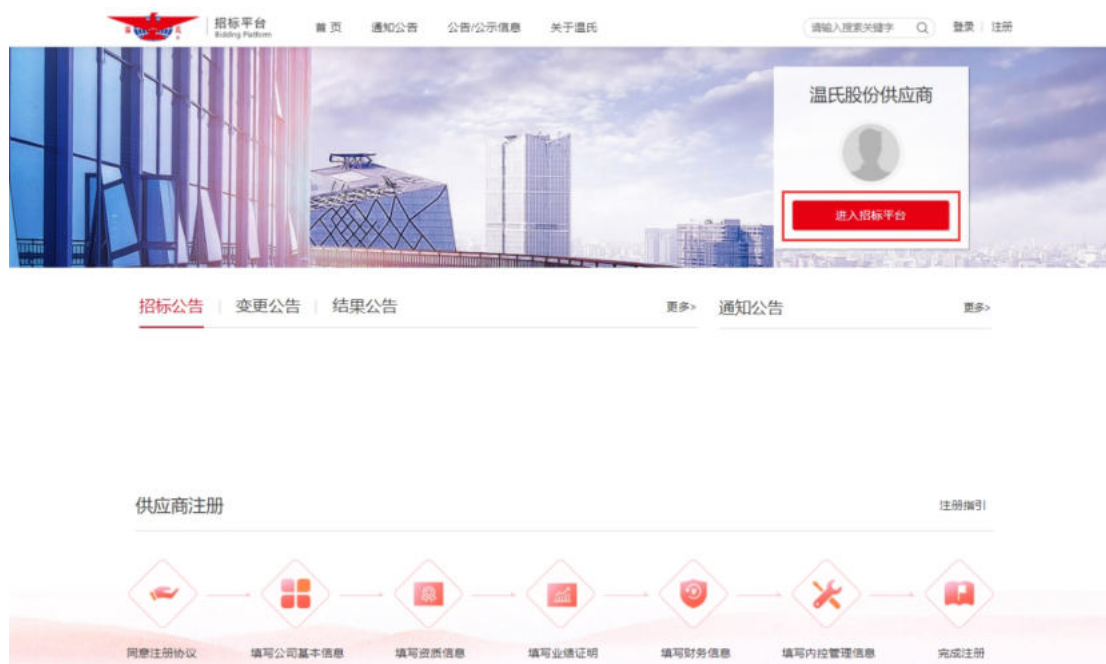 温氏
招标平台
Bidding Platform
首 页
通知公告
公告/公示信息
关于温氏
请输入搜索关键字
登录
注册
温氏股份供应商
进入招标平台
招标公告
变更公告
结果公告
更多>
通知公告
更多>
供应商注册
注册指引
同意注册协议
填写公司基本信息
填写资质信息
填写业绩证明
填写财务信息
填写内控管理信息
完成注册